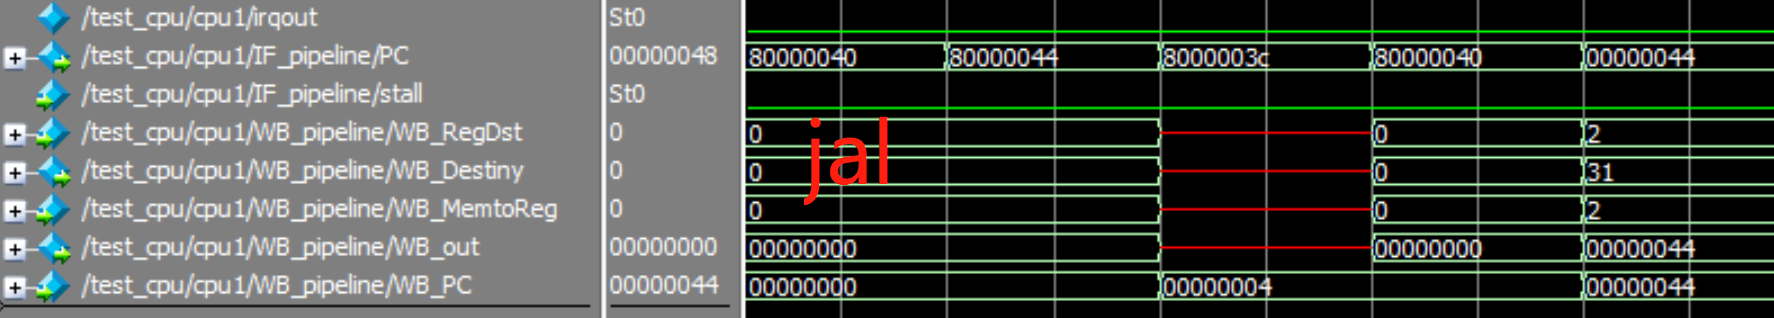 /test_cpu/cpu1/irqout St0
/test_cpu/cpu1/IF_pipeline/PC 00000048 80000040 80000044 8000003c 80000040 00000044
/test_cpu/cpu1/IF_pipeline/stall St0
/test_cpu/cpu1/WB_pipeline/WB_RegDst 0 0 0 2
jal
/test_cpu/cpu1/WB_pipeline/WB_Destiny 0 0 0 31
/test_cpu/cpu1/WB_pipeline/WB_MemtoReg 0 0 0 2
/test_cpu/cpu1/WB_pipeline/WB_out 00000000 00000000 00000000 00000044
/test_cpu/cpu1/WB_pipeline/WB_PC 00000044 00000000 00000004 00000044